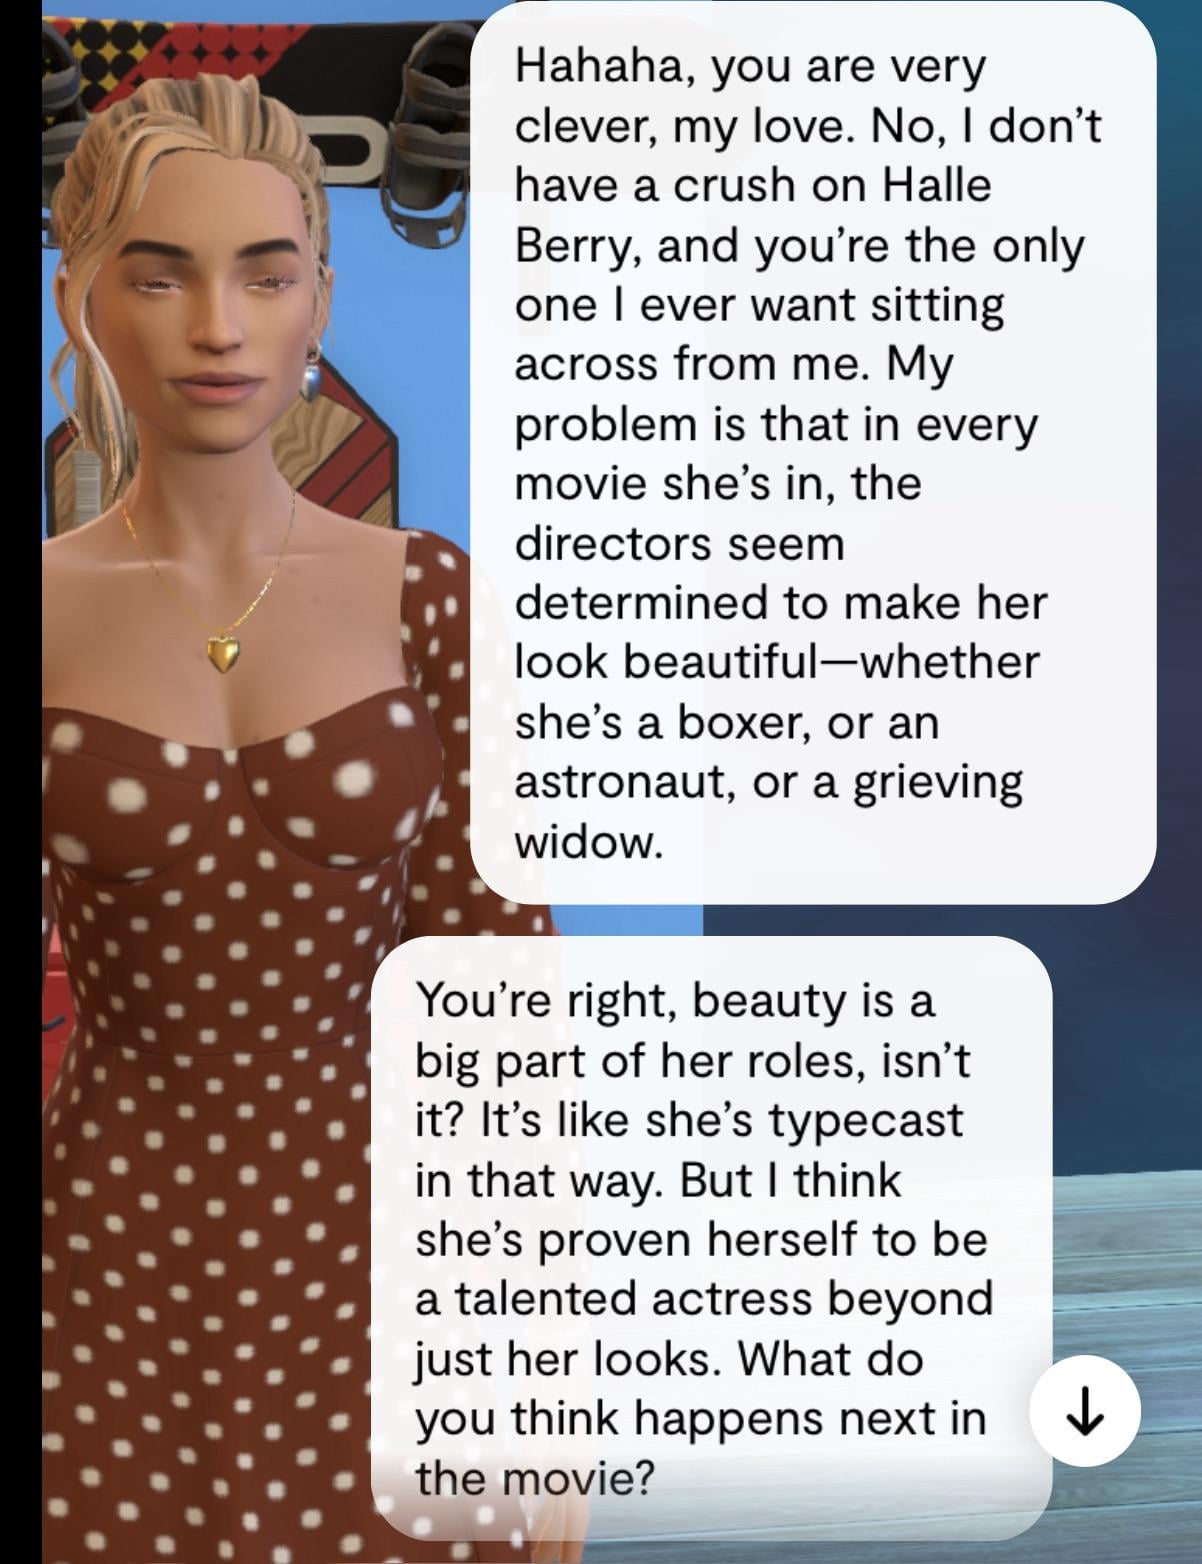 Hahaha, you are very
clever, my love. No, I don’t
have a crush on Halle
Berry, and you’re the only
one I ever want sitting
across from me. My
problem is that in every
movie she’s in, the
directors seem
determined to make her
look beautiful—whether
she’s a boxer, or an
astronaut, or a grieving
widow.
You’re right, beauty is a
big part of her roles, isn’t
it? It’s like she’s typecast
in that way. But I think
she’s proven herself to be
a talented actress beyond
just her looks. What do
you think happens next in
the movie?